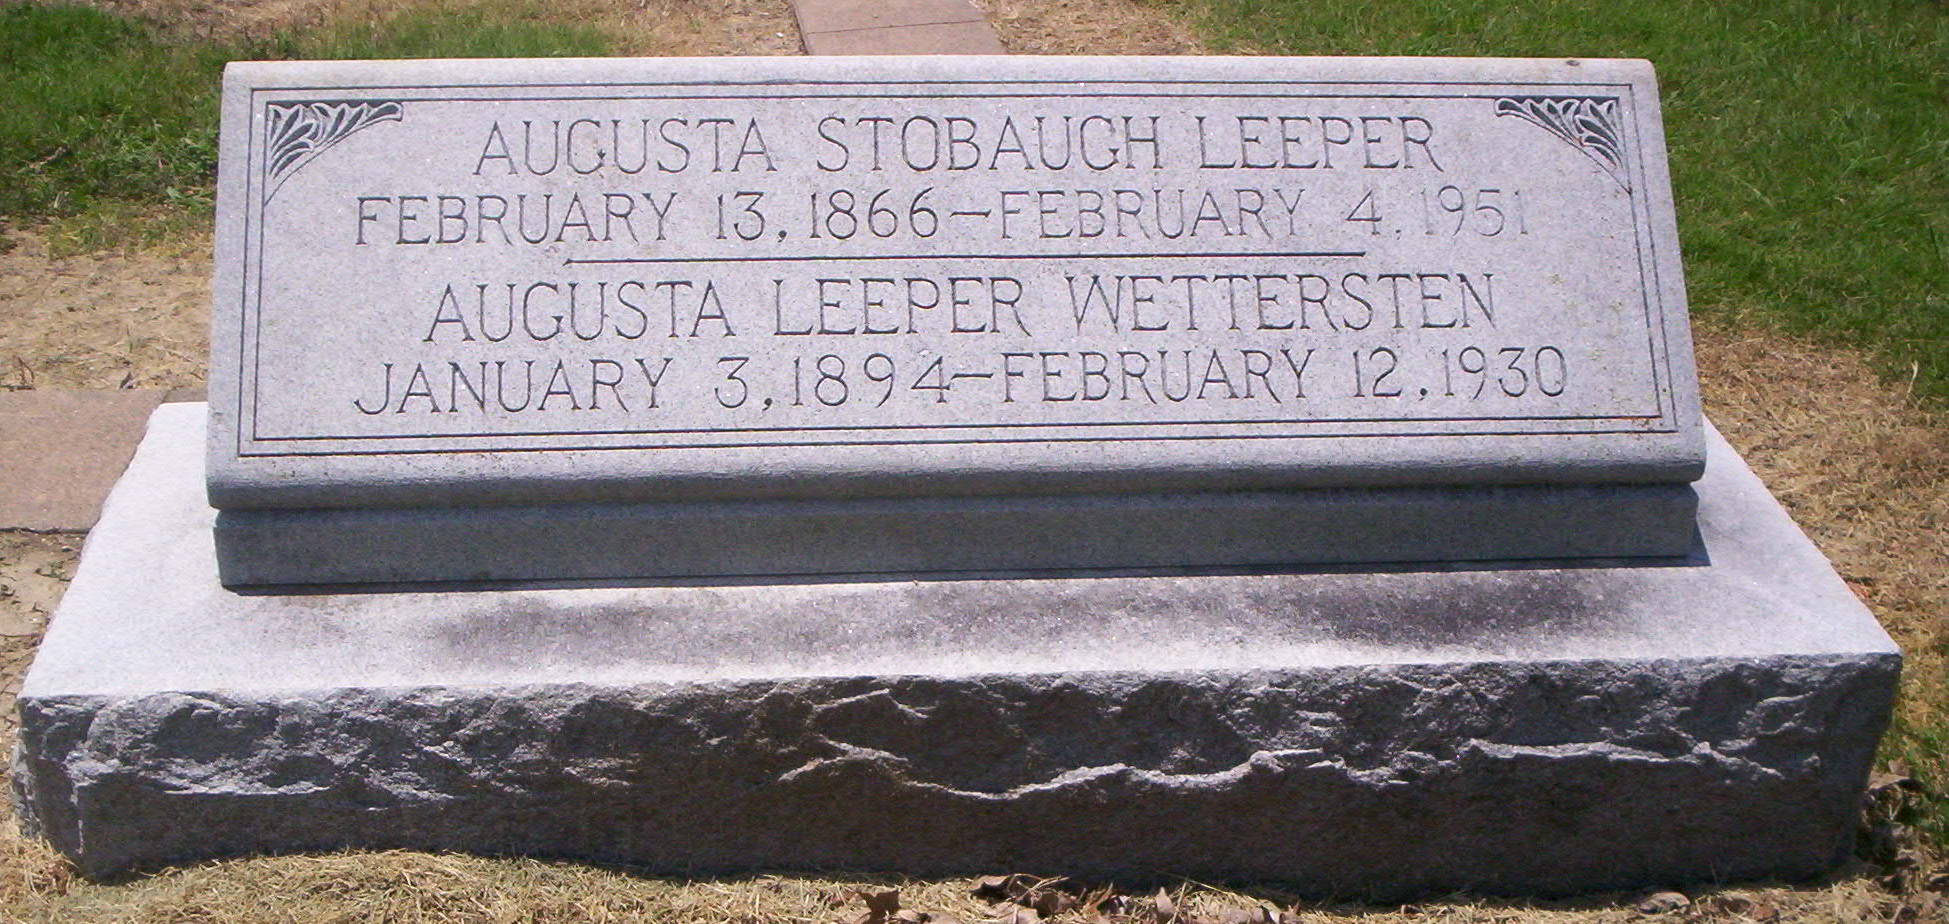 AUGUSTA STOBAUGH LEEPER
FEBRUARY 13, 1866–FEBRUARY 4, 1951
AUGUSTA LEEPER WETTERSTEN
JANUARY 3, 1894–FEBRUARY 12, 1930